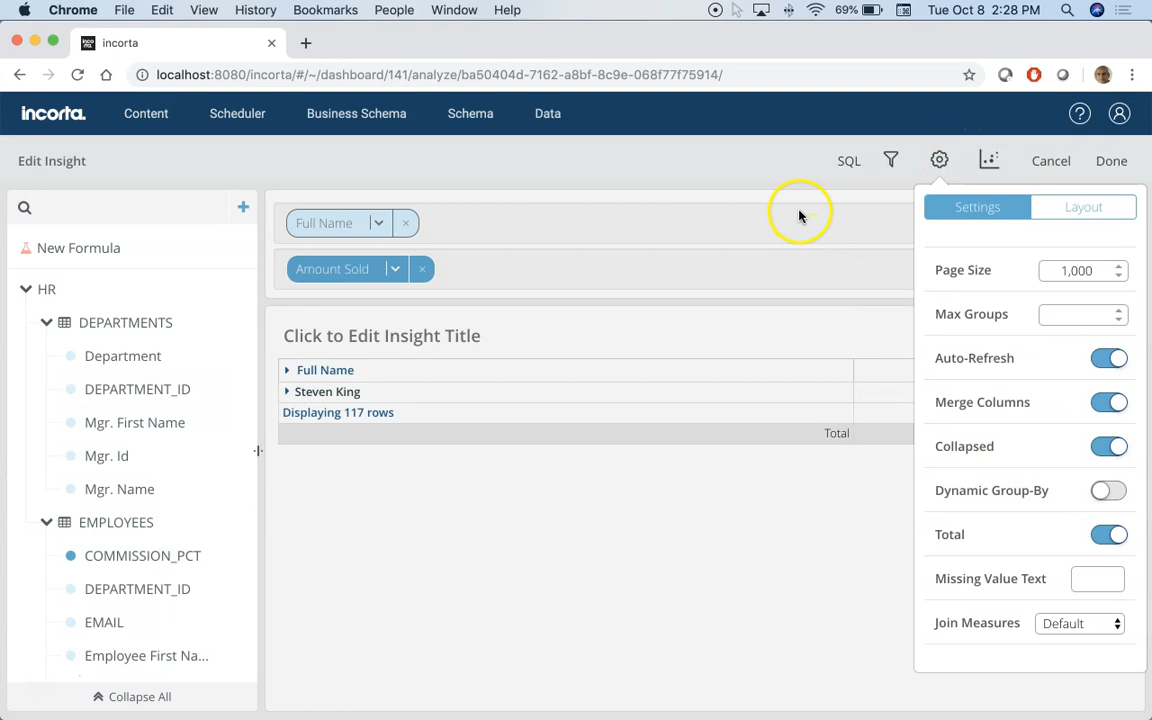 Chrome File Edit View History Bookmarks People Window Help 69% Tue Oct 8 2:28 PM
incorta
localhost:8080/incorta/#/~/dashboard/141/analyze/ba50404d-7162-a8bf-8c9e-068f77f75914/
incorta. Content Scheduler Business Schema Schema Data
Edit Insight SQL Cancel Done
Settings Layout
Full Name
New Formula
Amount Sold
Page Size 1,000
HR
Max Groups
DEPARTMENTS
Click to Edit Insight Title
Department
Auto-Refresh
Full Name
DEPARTMENT_ID
Steven King
Merge Columns
Displaying 117 rows
Mgr. First Name
Total
Collapsed
Mgr. Id
Mgr. Name
Dynamic Group-By
EMPLOYEES
Total
COMMISSION_PCT
Missing Value Text
DEPARTMENT_ID
EMAIL
Join Measures Default
Employee First Na...
Collapse All